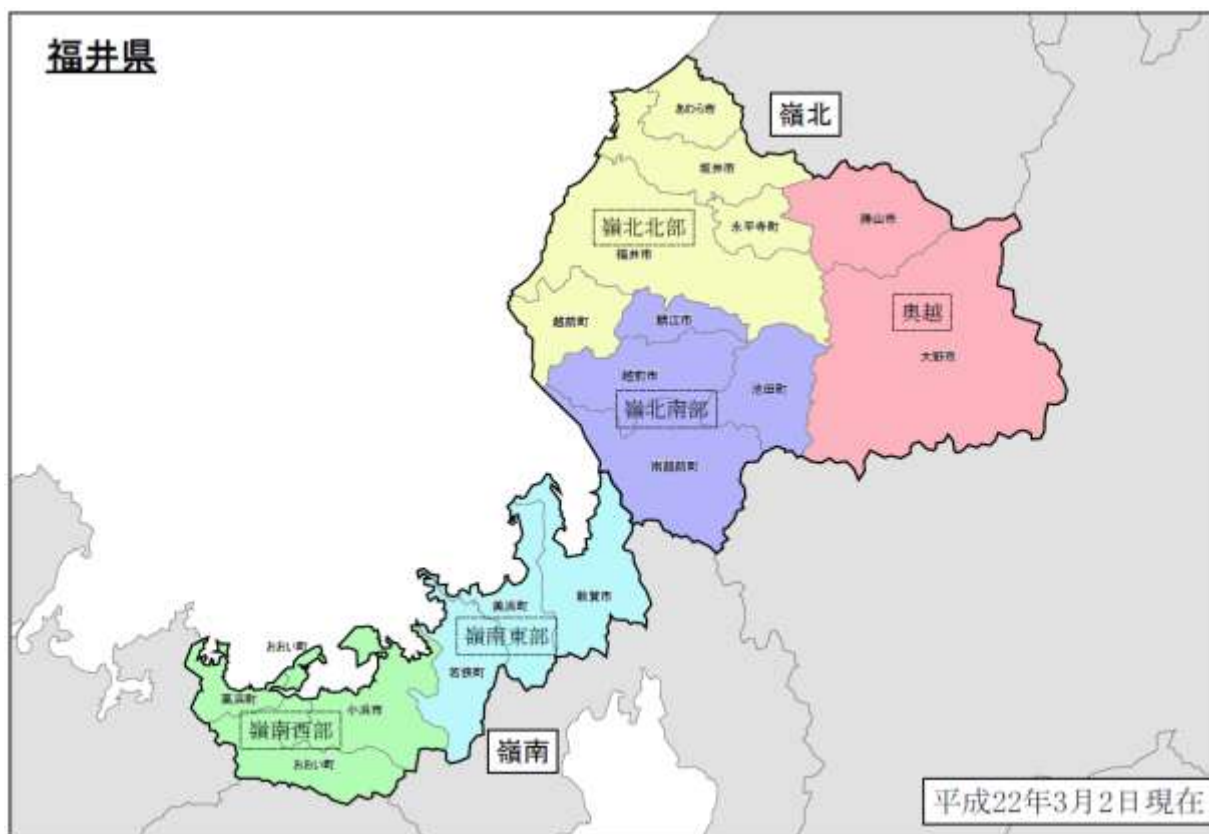 福井県
嶺北
あわら市
坂井市
勝山市
永平寺町
嶺北北部
福井市
奥越
越前町
鯖江市
大野市
越前市
池田町
嶺北南部
南越前町
敦賀市
美浜町
嶺南東部
おおい町
若狭町
高浜町
小浜市
嶺南西部
嶺南
おおい町
平成22年3月2日現在